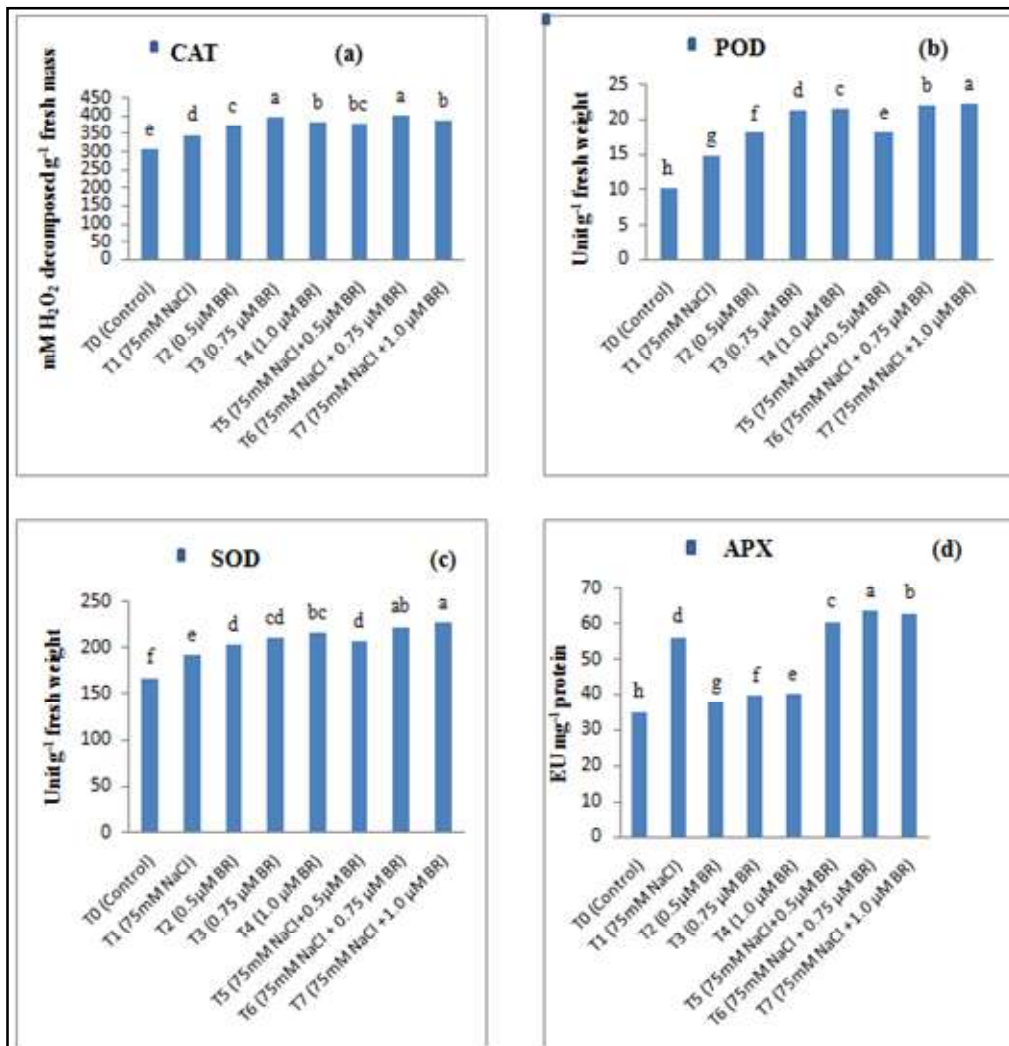 CAT (a)
mM H₂O₂ decomposed g⁻¹ fresh mass
450
400
350
300
250
200
150
100
50
0
e d c a b bc a b
T0 (Control)
T1 (75mM NaCl)
T2 (0.5µM BR)
T3 (0.75 µM BR)
T4 (1.0 µM BR)
T5 (75mM NaCl+0.5µM BR)
T6 (75mM NaCl + 0.75 µM BR)
T7 (75mM NaCl +1.0 µM BR)
POD (b)
Unit g⁻¹ fresh weight
25
20
15
10
5
0
h g f d c e b a
T0 (Control)
T1 (75mM NaCl)
T2 (0.5µM BR)
T3 (0.75 µM BR)
T4 (1.0 µM BR)
T5 (75mM NaCl+0.5µM BR)
T6 (75mM NaCl + 0.75 µM BR)
T7 (75mM NaCl +1.0 µM BR)
SOD (c)
Unit g⁻¹ fresh weight
250
200
150
100
50
0
f e d cd bc d ab a
T0 (Control)
T1 (75mM NaCl)
T2 (0.5µM BR)
T3 (0.75 µM BR)
T4 (1.0 µM BR)
T5 (75mM NaCl+0.5µM BR)
T6 (75mM NaCl + 0.75 µM BR)
T7 (75mM NaCl +1.0 µM BR)
APX (d)
EU mg⁻¹ protein
70
60
50
40
30
20
10
0
h d g f e c a b
T0 (Control)
T1 (75mM NaCl)
T2 (0.5µM BR)
T3 (0.75 µM BR)
T4 (1.0 µM BR)
T5 (75mM NaCl+0.5µM BR)
T6 (75mM NaCl + 0.75 µM BR)
T7 (75mM NaCl +1.0 µM BR)